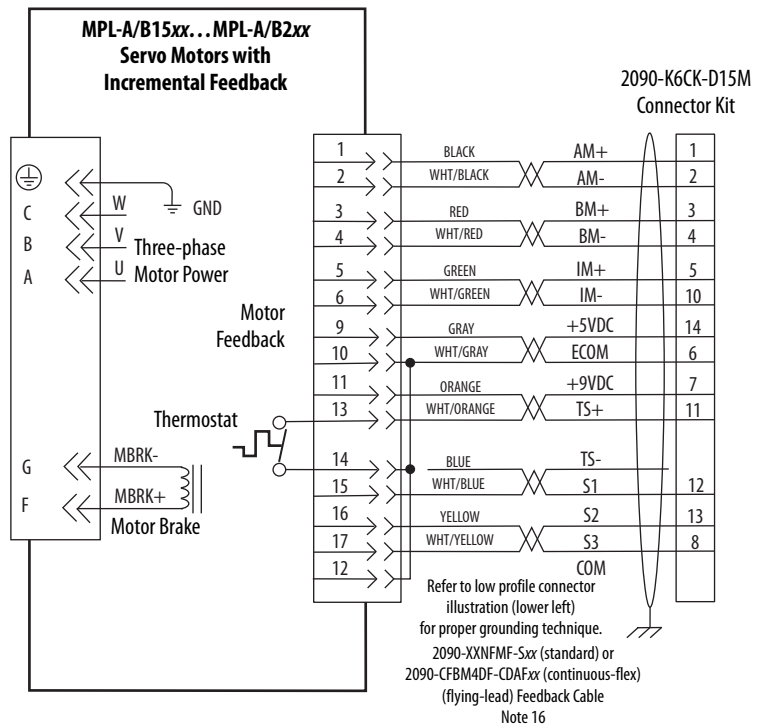 MPL-A/B15xx…MPL-A/B2xx
Servo Motors with
Incremental Feedback
2090-K6CK-D15M
Connector Kit
1 BLACK AM+ 1
2 WHT/BLACK AM- 2
W GND
C
3 RED BM+ 3
V
B Three-phase
4 WHT/RED BM- 4
U
A Motor Power
5 GREEN IM+ 5
6 WHT/GREEN IM- 10
Motor
Feedback
9 GRAY +5VDC 14
10 WHT/GRAY ECOM 6
11 ORANGE +9VDC 7
Thermostat
13 WHT/ORANGE TS+ 11
G MBRK-
14 BLUE TS-
15 WHT/BLUE S1 12
F MBRK+
Motor Brake
16 YELLOW S2 13
17 WHT/YELLOW S3 8
12 COM
Refer to low profile connector
illustration (lower left)
for proper grounding technique.
2090-XXNFMF-Sxx (standard) or
2090-CFBM4DF-CDAFxx (continuous-flex)
(flying-lead) Feedback Cable
Note 16